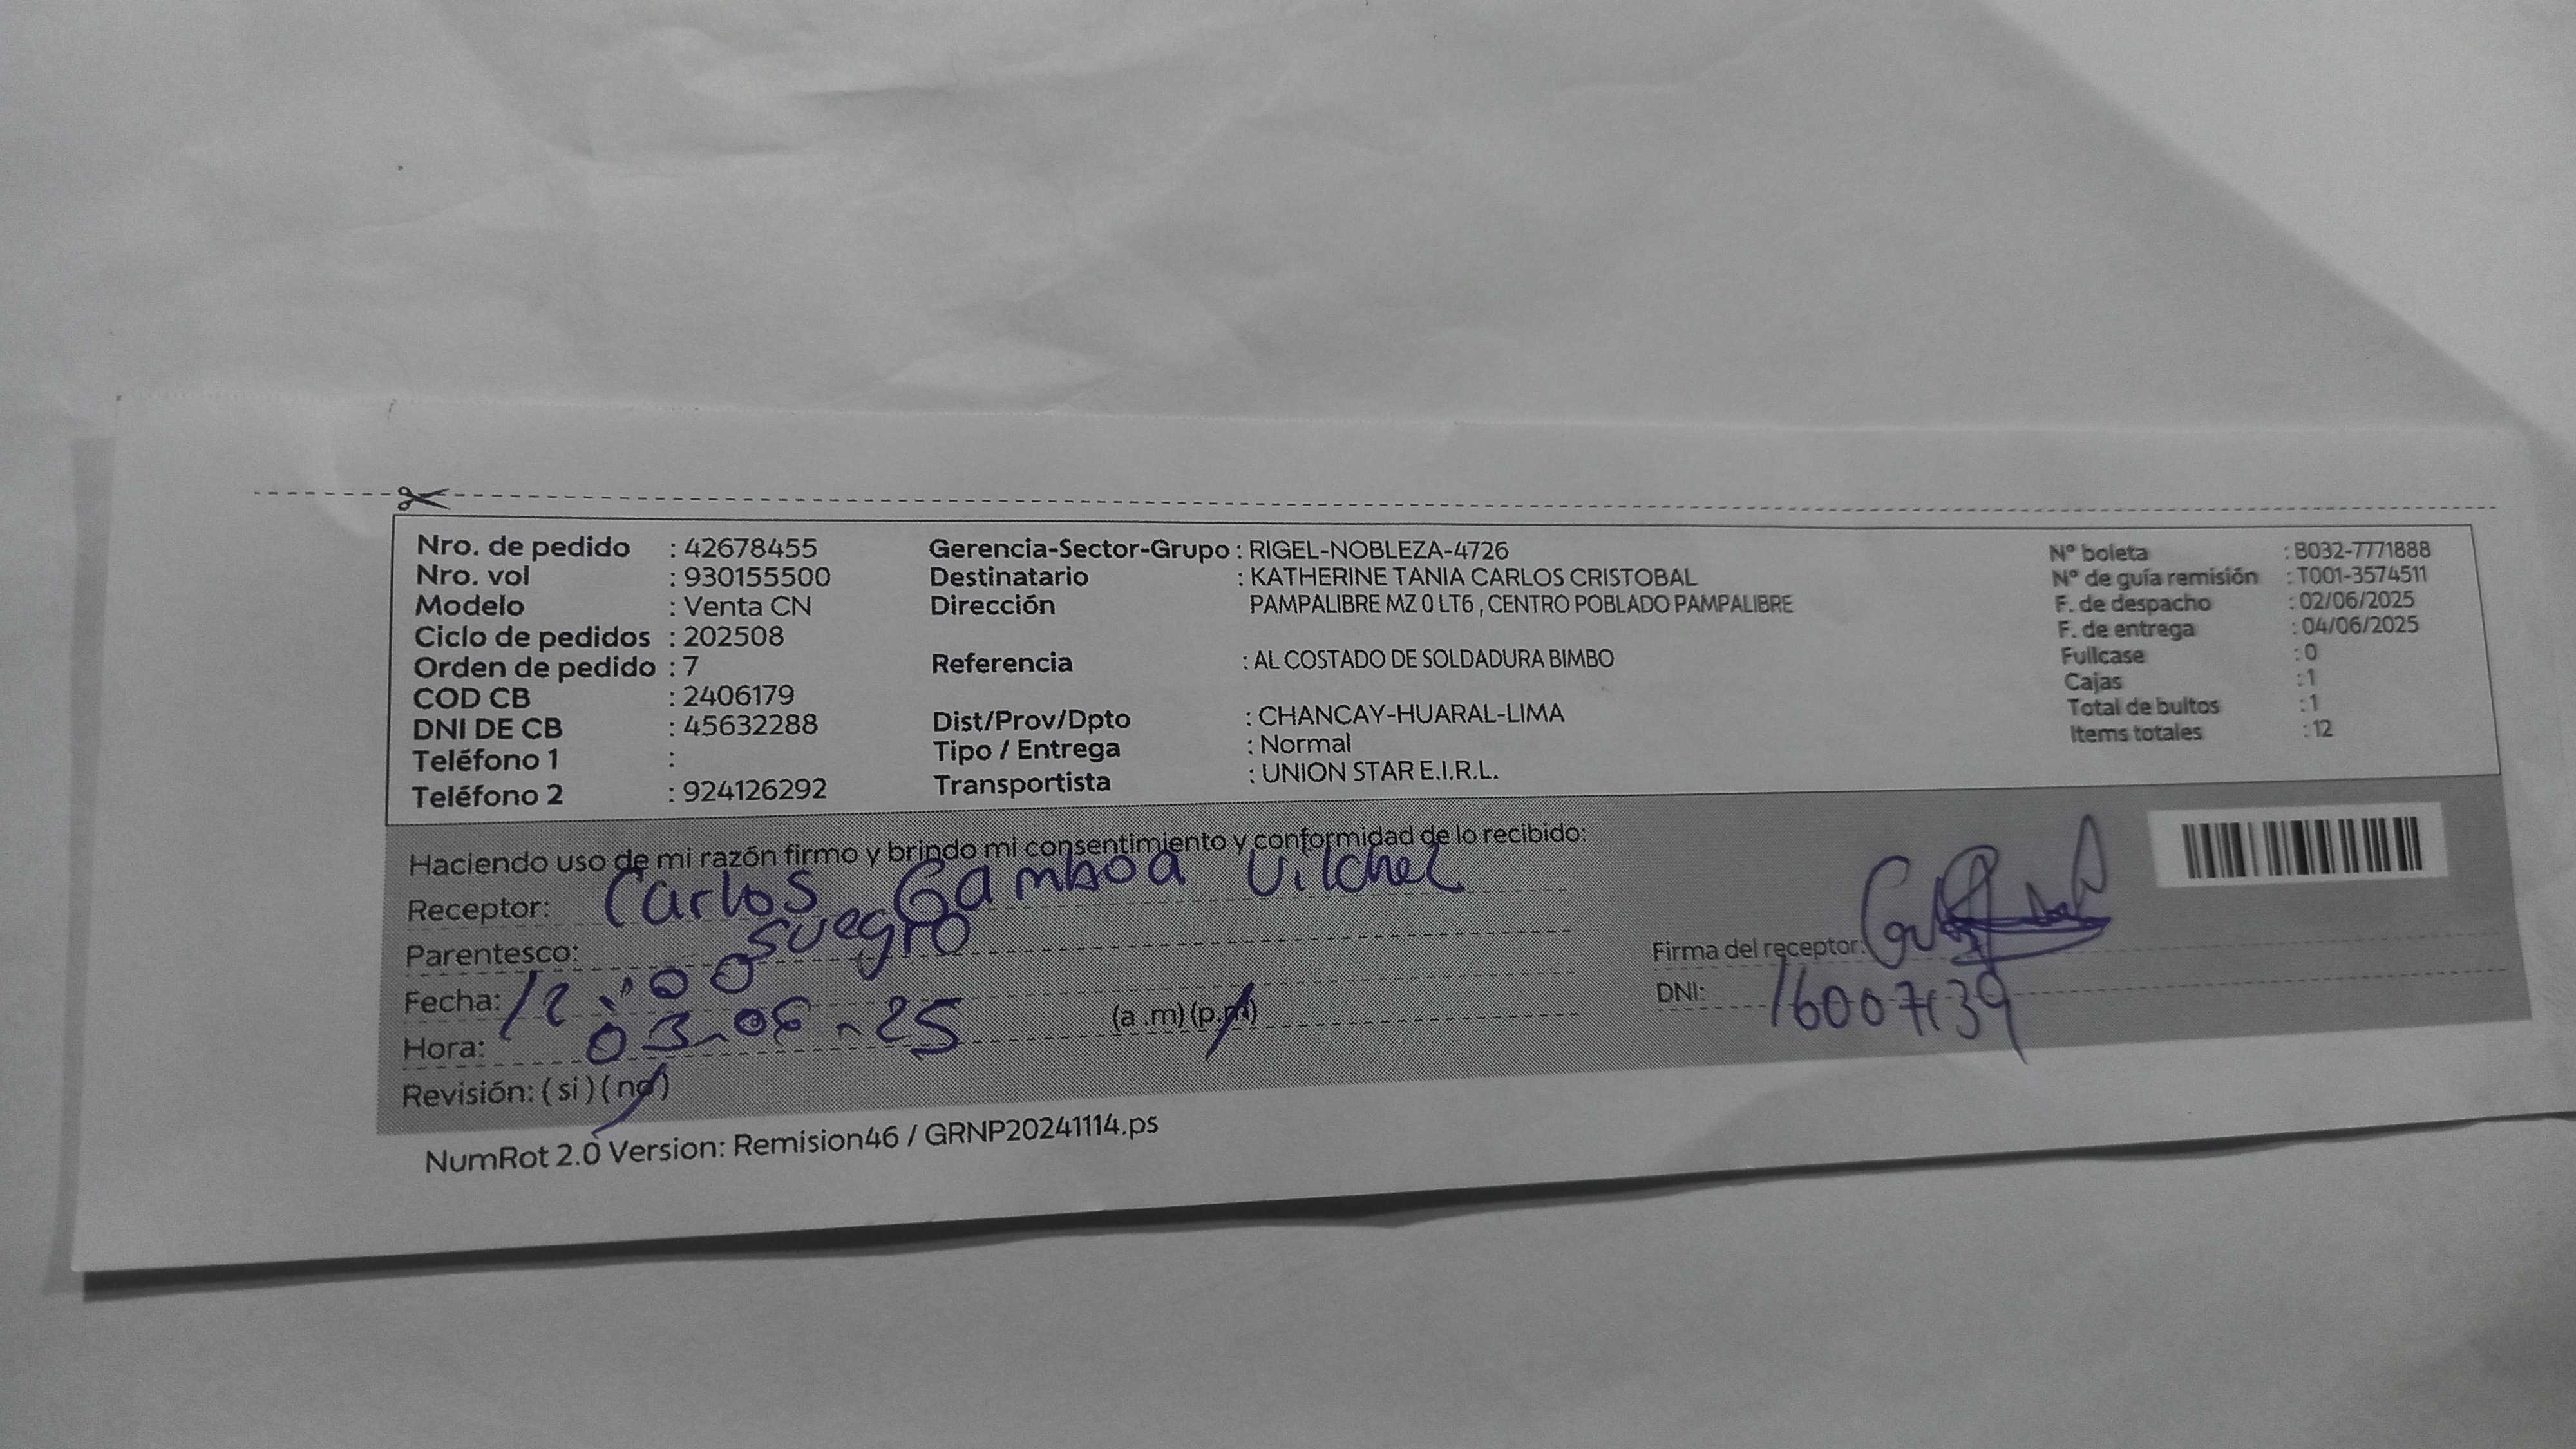 Nro. de pedido : 42678455
Nro. vol : 930155500
Modelo : Venta CN
Ciclo de pedidos : 202508
Orden de pedido : 7
COD CB : 2406179
DNI DE CB : 45632288
Teléfono 1 :
Teléfono 2 : 924126292
Gerencia-Sector-Grupo : RIGEL-NOBLEZA-4726
Destinatario : KATHERINE TANIA CARLOS CRISTOBAL
Dirección PAMPALIBRE MZ O LT6 , CENTRO POBLADO PAMPALIBRE
Referencia : AL COSTADO DE SOLDADURA BIMBO
Dist/Prov/Dpto : CHANCAY-HUARAL-LIMA
Tipo / Entrega : Normal
Transportista : UNION STAR E.I.R.L.
Nº boleta : B032-7771888
Nº de guía remisión : T001-3574511
F. de despacho : 02/06/2025
F. de entrega : 04/06/2025
Fullcase : 0
Cajas : 1
Total de bultos : 1
Items totales : 12
Haciendo uso de mi razón firmo y brindo mi consentimiento y conformidad de lo recibido:
Receptor: Carlos Gamboa Vilchel
Parentesco: suegro
Fecha: 12:00
Hora: 03-06-25 (a .m) (p.m)
Revisión: ( si ) ( no )
Firma del receptor:
DNI: 16007139
NumRot 2.0 Version: Remision46 / GRNP20241114.ps